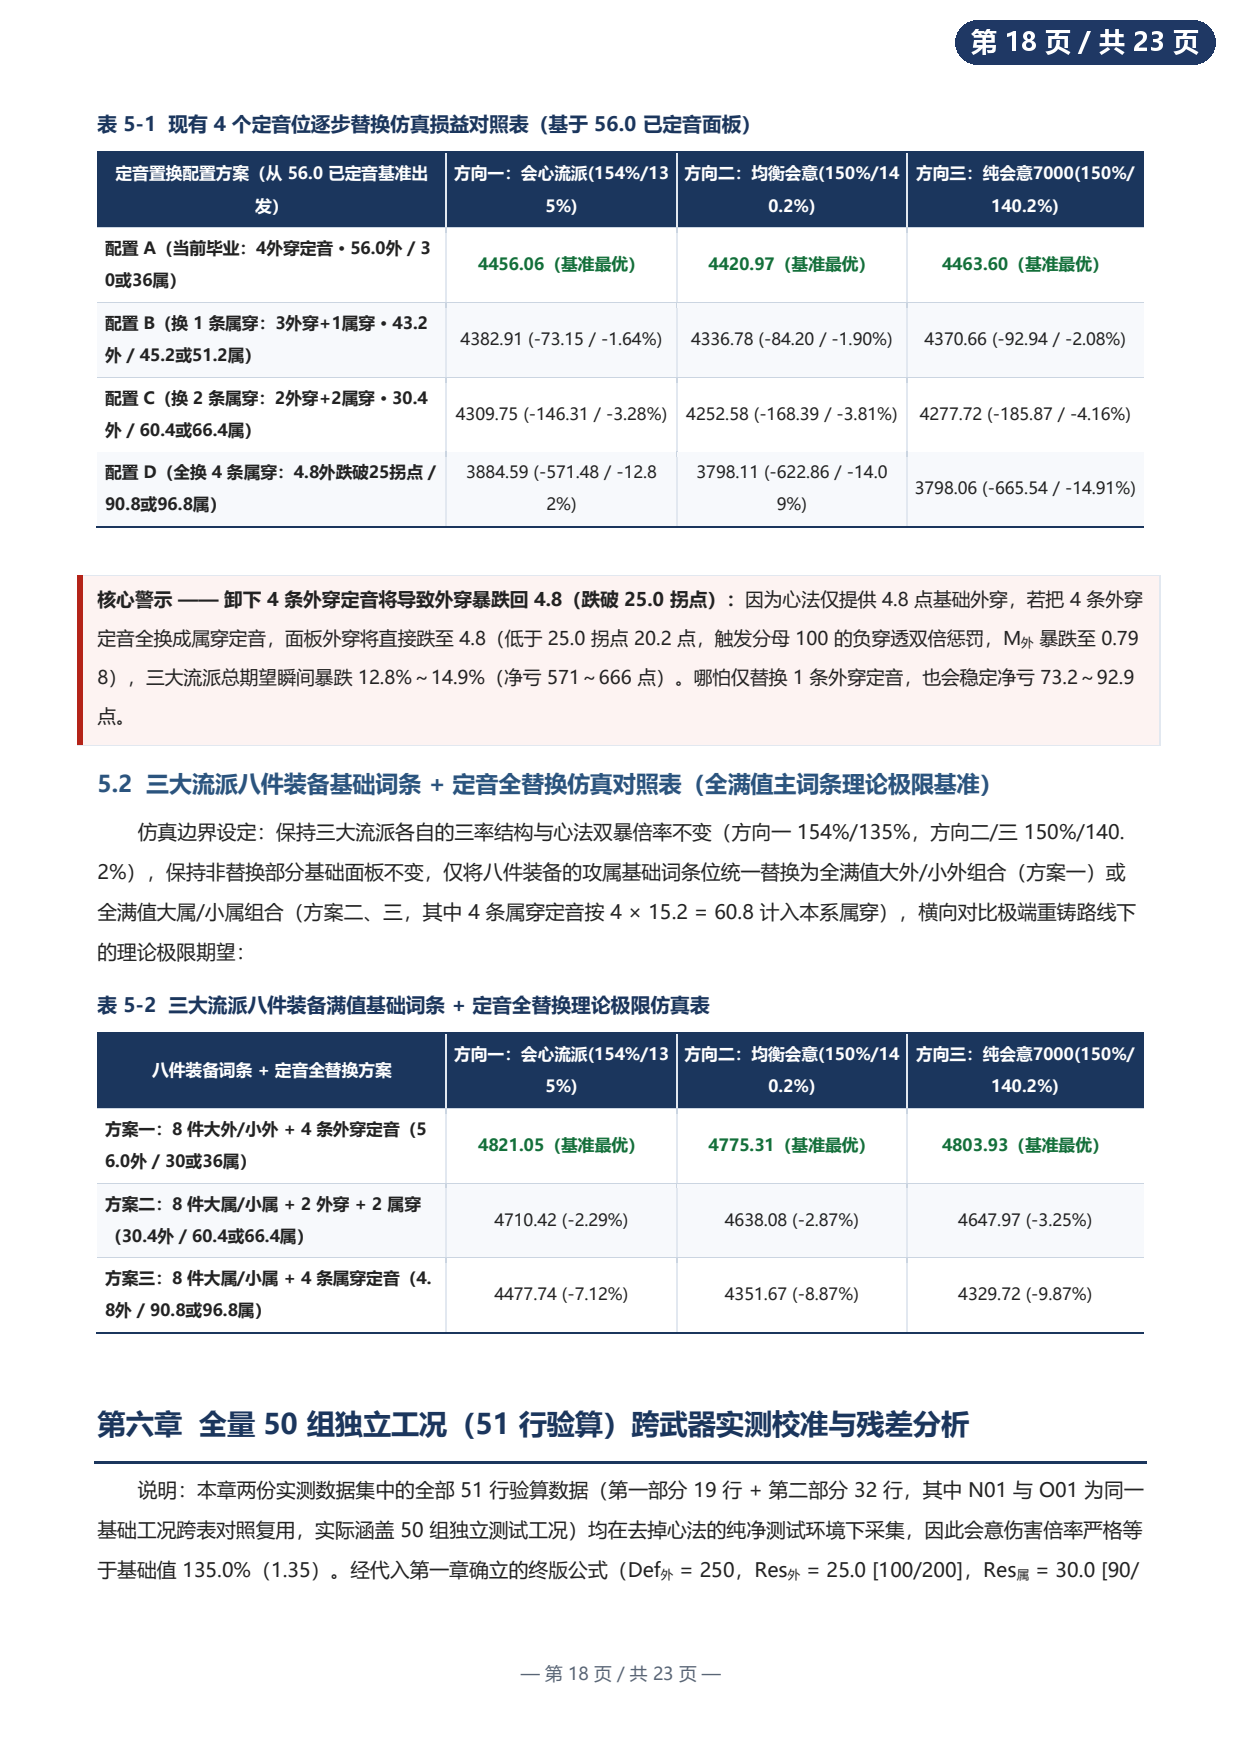 第 18 页 / 共 23 页
表 5-1 现有 4 个定音位逐步替换仿真损益对照表（基于 56.0 已定音面板）
定音置换配置方案（从 56.0 已定音基准出
发）
方向一：会心流派(154%/13
5%)
方向二：均衡会意(150%/14
0.2%)
方向三：纯会意7000(150%/
140.2%)
配置 A（当前毕业：4外穿定音 • 56.0外 / 3
0或36属）
4456.06（基准最优）
4420.97（基准最优）
4463.60（基准最优）
配置 B（换 1 条属穿：3外穿+1属穿 • 43.2
外 / 45.2或51.2属）
4382.91 (-73.15 / -1.64%)
4336.78 (-84.20 / -1.90%)
4370.66 (-92.94 / -2.08%)
配置 C（换 2 条属穿：2外穿+2属穿 • 30.4
外 / 60.4或66.4属）
4309.75 (-146.31 / -3.28%)
4252.58 (-168.39 / -3.81%)
4277.72 (-185.87 / -4.16%)
配置 D（全换 4 条属穿：4.8外跌破25拐点 /
90.8或96.8属）
3884.59 (-571.48 / -12.8
2%)
3798.11 (-622.86 / -14.0
9%)
3798.06 (-665.54 / -14.91%)
核心警示 —— 卸下 4 条外穿定音将导致外穿暴跌回 4.8（跌破 25.0 拐点）：因为心法仅提供 4.8 点基础外穿，若把 4 条外穿
定音全换成属穿定音，面板外穿将直接跌至 4.8（低于 25.0 拐点 20.2 点，触发分母 100 的负穿透双倍惩罚，M外 暴跌至 0.79
8），三大流派总期望瞬间暴跌 12.8%～14.9%（净亏 571～666 点）。哪怕仅替换 1 条外穿定音，也会稳定净亏 73.2～92.9
点。
5.2 三大流派八件装备基础词条 + 定音全替换仿真对照表（全满值主词条理论极限基准）
仿真边界设定：保持三大流派各自的三率结构与心法双暴倍率不变（方向一 154%/135%，方向二/三 150%/140.
2%），保持非替换部分基础面板不变，仅将八件装备的攻属基础词条位统一替换为全满值大外/小外组合（方案一）或
全满值大属/小属组合（方案二、三，其中 4 条属穿定音按 4 × 15.2 = 60.8 计入本系属穿），横向对比极端重铸路线下
的理论极限期望：
表 5-2 三大流派八件装备满值基础词条 + 定音全替换理论极限仿真表
八件装备词条 + 定音全替换方案
方向一：会心流派(154%/13
5%)
方向二：均衡会意(150%/14
0.2%)
方向三：纯会意7000(150%/
140.2%)
方案一：8 件大外/小外 + 4 条外穿定音（5
6.0外 / 30或36属）
4821.05（基准最优）
4775.31（基准最优）
4803.93（基准最优）
方案二：8 件大属/小属 + 2 外穿 + 2 属穿
（30.4外 / 60.4或66.4属）
4710.42 (-2.29%)
4638.08 (-2.87%)
4647.97 (-3.25%)
方案三：8 件大属/小属 + 4 条属穿定音（4.
8外 / 90.8或96.8属）
4477.74 (-7.12%)
4351.67 (-8.87%)
4329.72 (-9.87%)
第六章 全量 50 组独立工况（51 行验算）跨武器实测校准与残差分析
说明：本章两份实测数据集中的全部 51 行验算数据（第一部分 19 行 + 第二部分 32 行，其中 N01 与 O01 为同一
基础工况跨表对照复用，实际涵盖 50 组独立测试工况）均在去掉心法的纯净测试环境下采集，因此会意伤害倍率严格等
于基础值 135.0%（1.35）。经代入第一章确立的终版公式（Def外 = 250，Res外 = 25.0 [100/200]，Res属 = 30.0 [90/
— 第 18 页 / 共 23 页 —